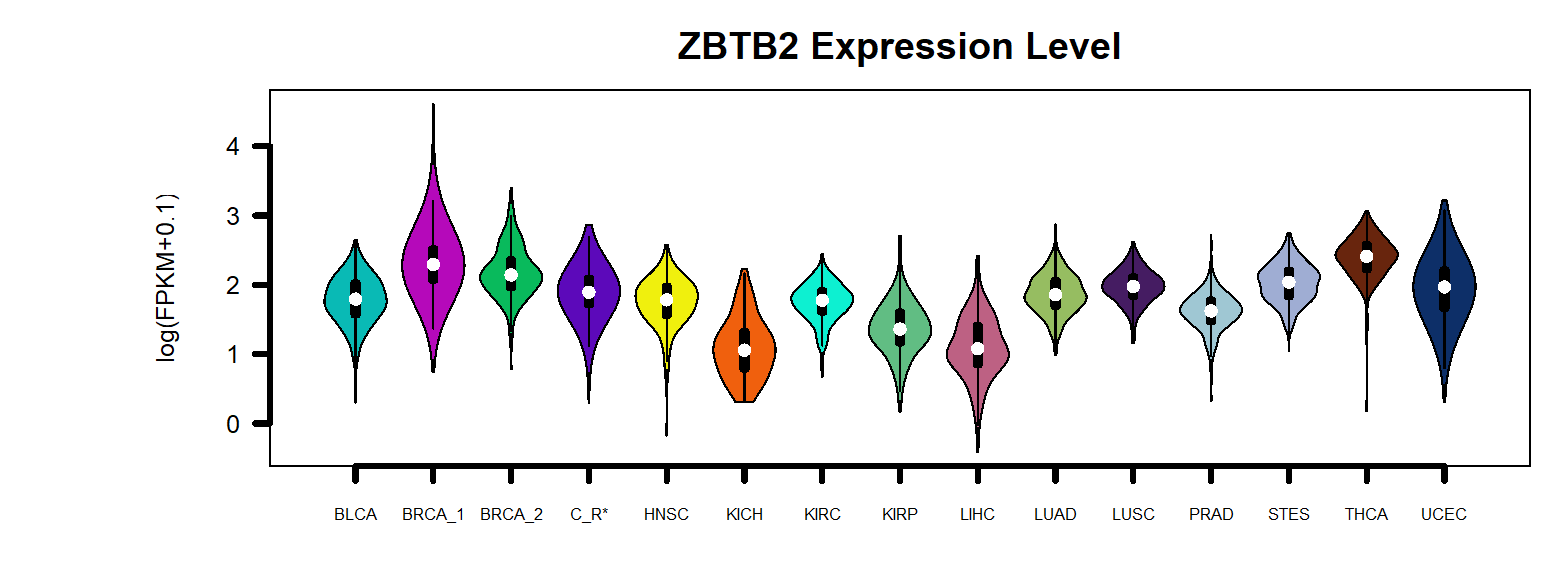 ZBTB2 Expression Level
log(FPKM+0.1)
4
3
2
1
0
BLCA BRCA_1 BRCA_2 C_R* HNSC KICH KIRC KIRP LIHC LUAD LUSC PRAD STES THCA UCEC